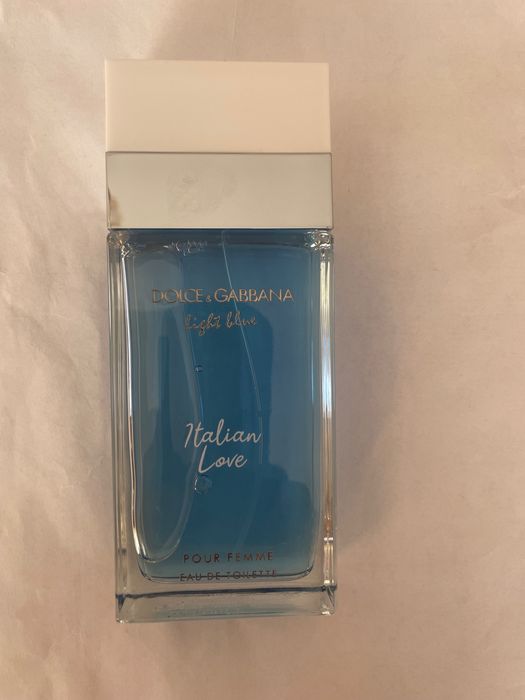 DOLCE & GABBANA
light blue
Italian
Love
POUR FEMME
EAU DE TOILETTE